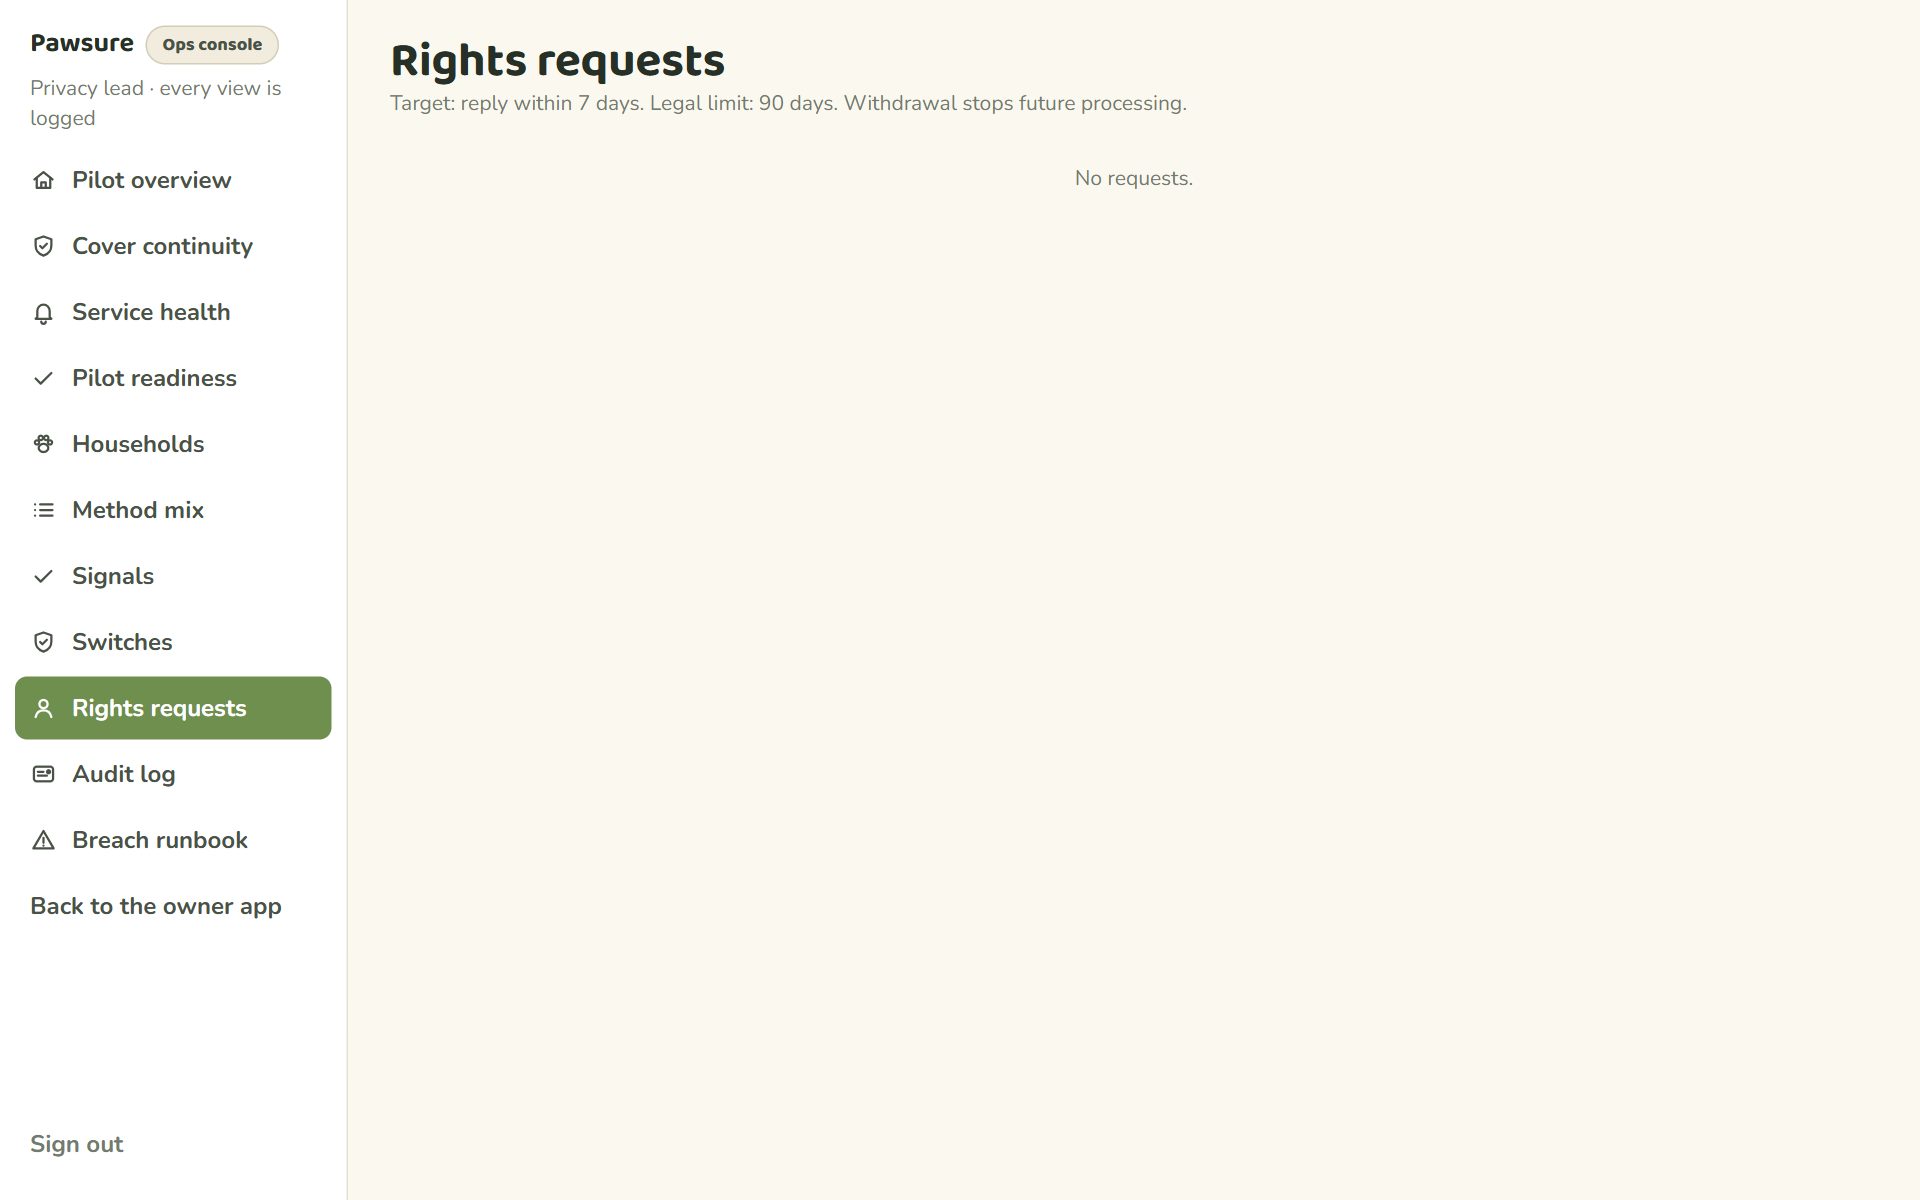 Pawsure
Ops console
Privacy lead · every view is
logged
Pilot overview
Cover continuity
Service health
Pilot readiness
Households
Method mix
Signals
Switches
Rights requests
Audit log
Breach runbook
Back to the owner app
Sign out
Rights requests
Target: reply within 7 days. Legal limit: 90 days. Withdrawal stops future processing.
No requests.